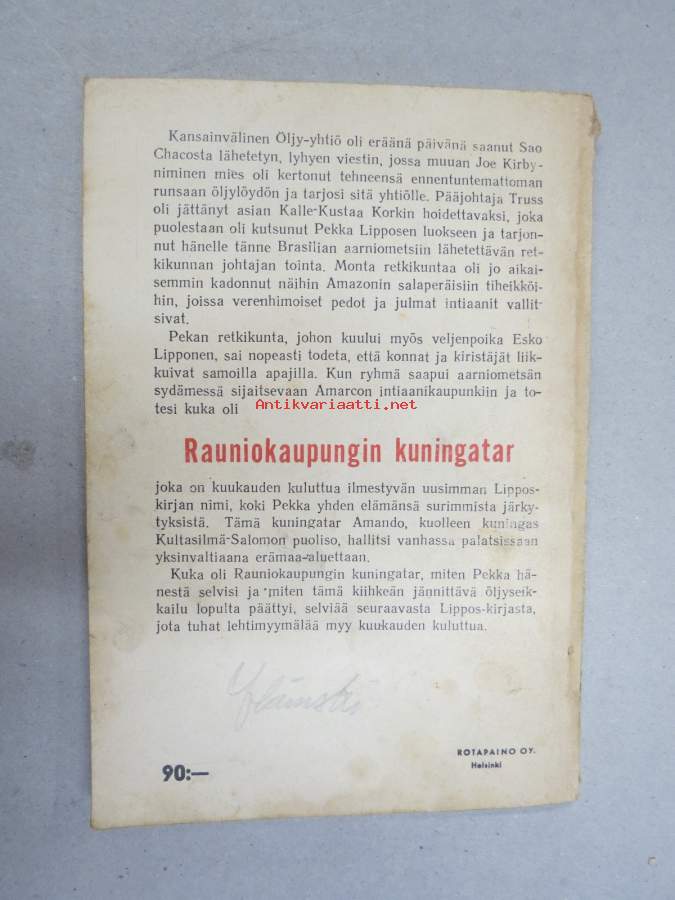 Kansainvälinen Öljy-yhtiö oli eräänä päivänä saanut Sao
Chacosta lähetetyn, lyhyen viestin, jossa muuan Joe Kirby-
niminen mies oli kertonut tehneensä ennentuntemattoman
runsaan öljylöydön ja tarjosi sitä yhtiölle. Pääjohtaja Truss
oli jättänyt asian Kalle-Kustaa Korkin hoidettavaksi, joka
puolestaan oli kutsunut Pekka Lipposen luokseen ja tarjon-
nut hänelle tänne Brasilian aarniometsiin lähetettävän ret-
kikunnan johtajan tointa. Monta retkikuntaa oli jo aikai-
semmin kadonnut näihin Amazonin salaperäisiin tiheikköi-
hin, joissa verenhimoiset pedot ja julmat intiaanit vallit-
sivat.
Pekan retkikunta, johon kuului myös veljenpoika Esko
Lipponen, sai nopeasti todeta, että konnat ja kiristäjät liik-
kuivat samoilla apajilla. Kun ryhmä saapui aarniometsän
sydämessä sijaitsevaan Amarcon intiaanikaupunkiin ja to-
tesi kuka oli
Antikvariaatti.net
Rauniokaupungin kuningatar
joka on kuukauden kuluttua ilmestyvän uusimman Lippos-
kirjan nimi, koki Pekka yhden elämänsä surimmista järky-
tyksistä. Tämä kuningatar Amando, kuolleen kuningas
Kultasilmä-Salomon puoliso, hallitsi vanhassa palatsissaan
yksinvaltiaana erämaa-aluettaan.
Kuka oli Rauniokaupungin kuningatar, miten Pekka hä-
nestä selvisi ja miten tämä kiihkeän jännittävä öljyseik-
kailu lopulta päättyi, selviää seuraavasta Lippos-kirjasta,
jota tuhat lehtimyymälää myy kuukauden kuluttua.
90:—
ROTAPAINO OY.
Helsinki